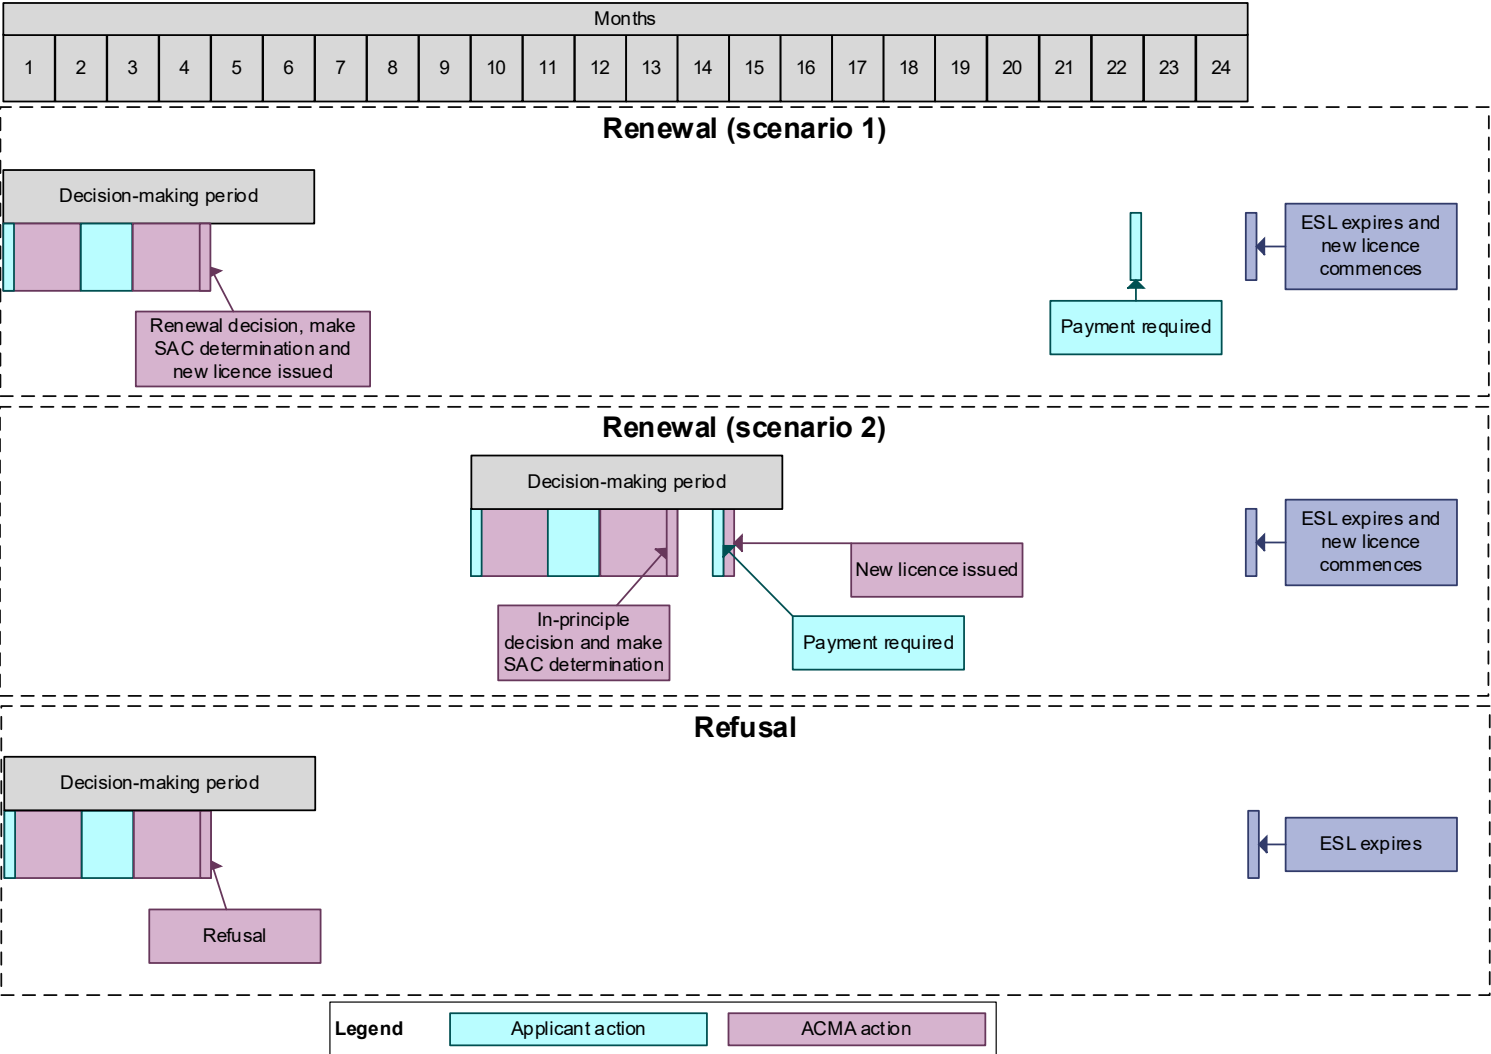 Months
1 2 3 4 5 6 7 8 9 10 11 12 13 14 15 16 17 18 19 20 21 22 23 24
Renewal (scenario 1)
Decision-making period
ESL expires and
new licence
commences
Payment required
Renewal decision, make
SAC determination and
new licence issued
Renewal (scenario 2)
Decision-making period
ESL expires and
new licence
commences
New licence issued
In-principle
decision and make
SAC determination
Payment required
Refusal
Decision-making period
ESL expires
Refusal
Legend Applicant action ACMA action